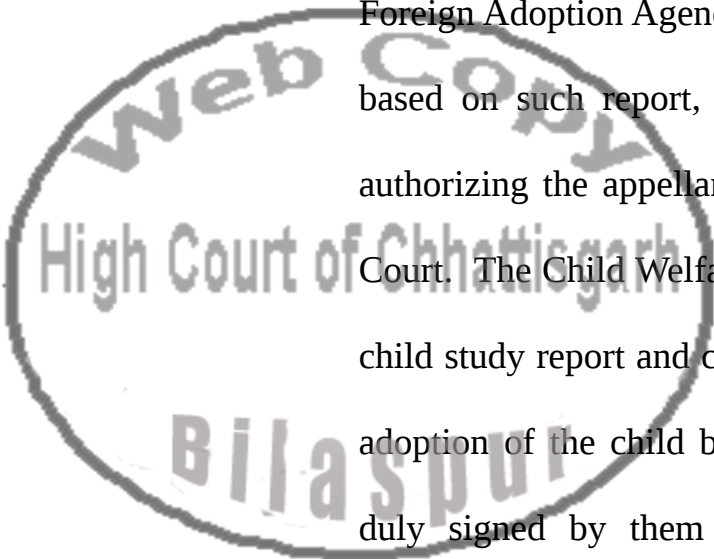 Foreign Adoption Agen
Web Copy
based on such report,
authorizing the appella
High Court of Chhattisgarh
Court. The Child Welfa
child study report and c
adoption of the child b
Bilaspur
duly signed by them